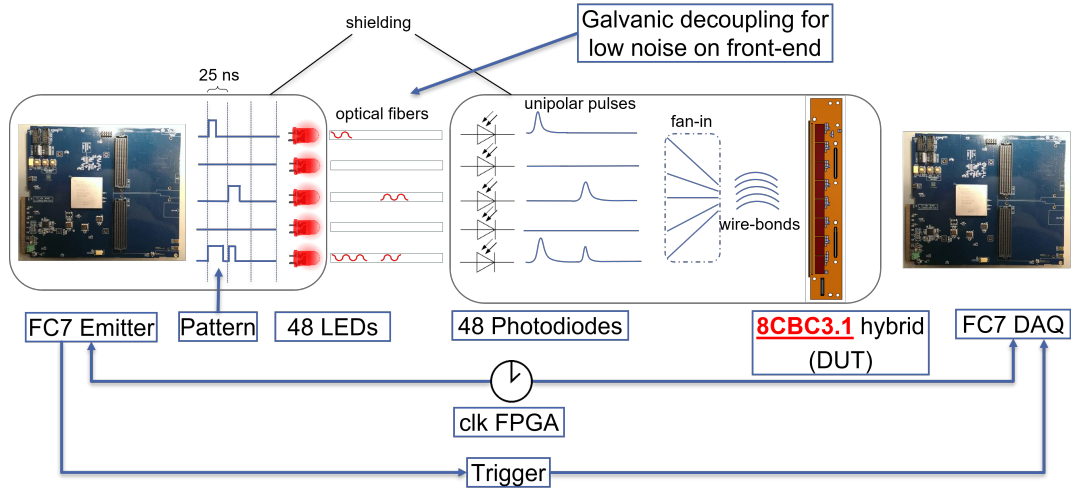 shielding
Galvanic decoupling for
low noise on front-end
25 ns
optical fibers
unipolar pulses
fan-in
wire-bonds
FC7 Emitter
Pattern
48 LEDs
48 Photodiodes
8CBC3.1 hybrid
(DUT)
FC7 DAQ
clk FPGA
Trigger